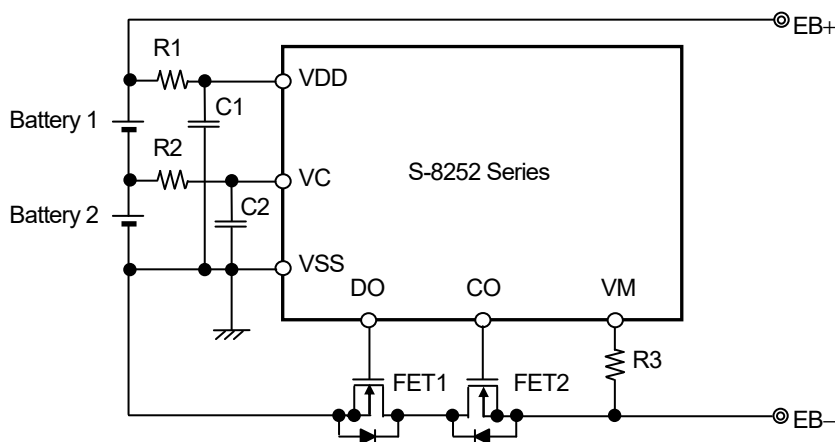 EB+
R1
VDD
C1
Battery 1
R2
S-8252 Series
VC
Battery 2
C2
VSS
DO
CO
VM
R3
FET1
FET2
EB−